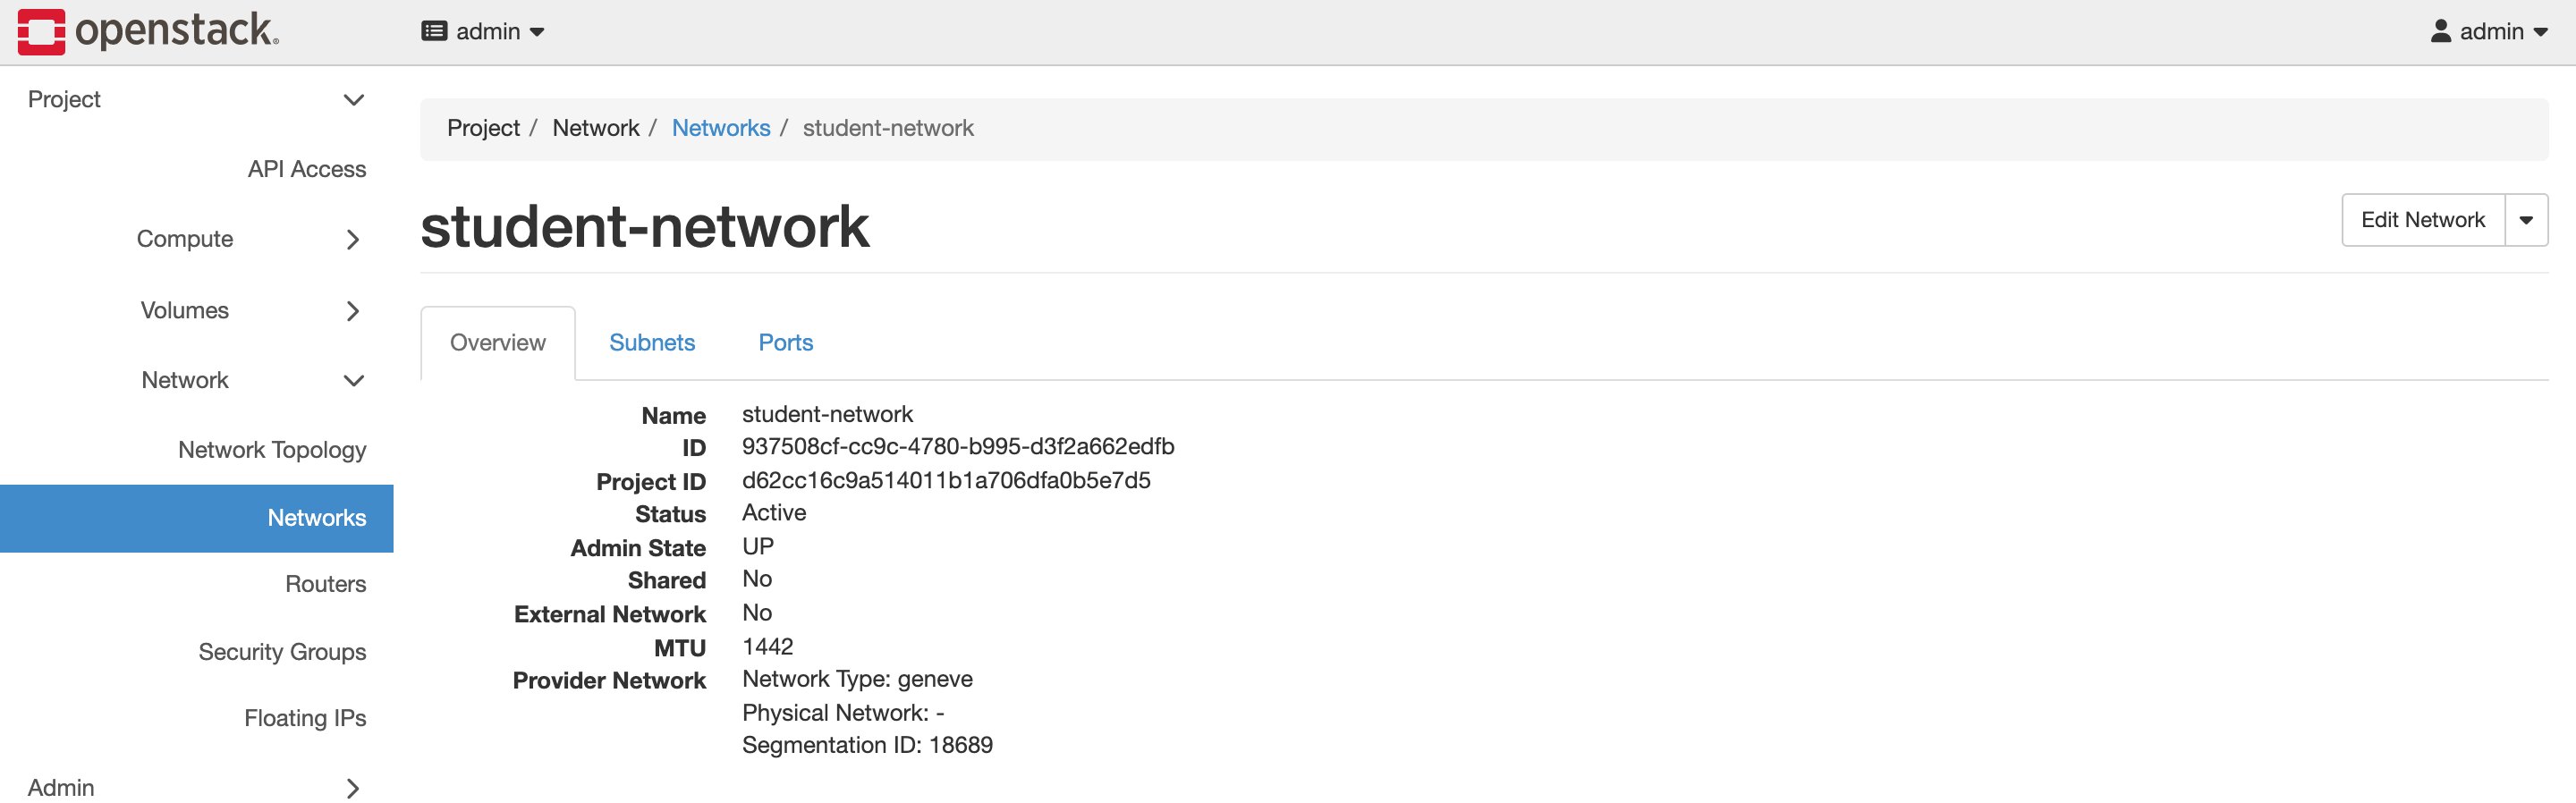 openstack.
admin
admin
Project
API Access
Compute
Volumes
Network
Network Topology
Networks
Routers
Security Groups
Floating IPs
Admin
Project / Network / Networks / student-network
student-network
Edit Network
Overview Subnets Ports
Name student-network
ID 937508cf-cc9c-4780-b995-d3f2a662edfb
Project ID d62cc16c9a514011b1a706dfa0b5e7d5
Status Active
Admin State UP
Shared No
External Network No
MTU 1442
Provider Network Network Type: geneve
Physical Network: -
Segmentation ID: 18689